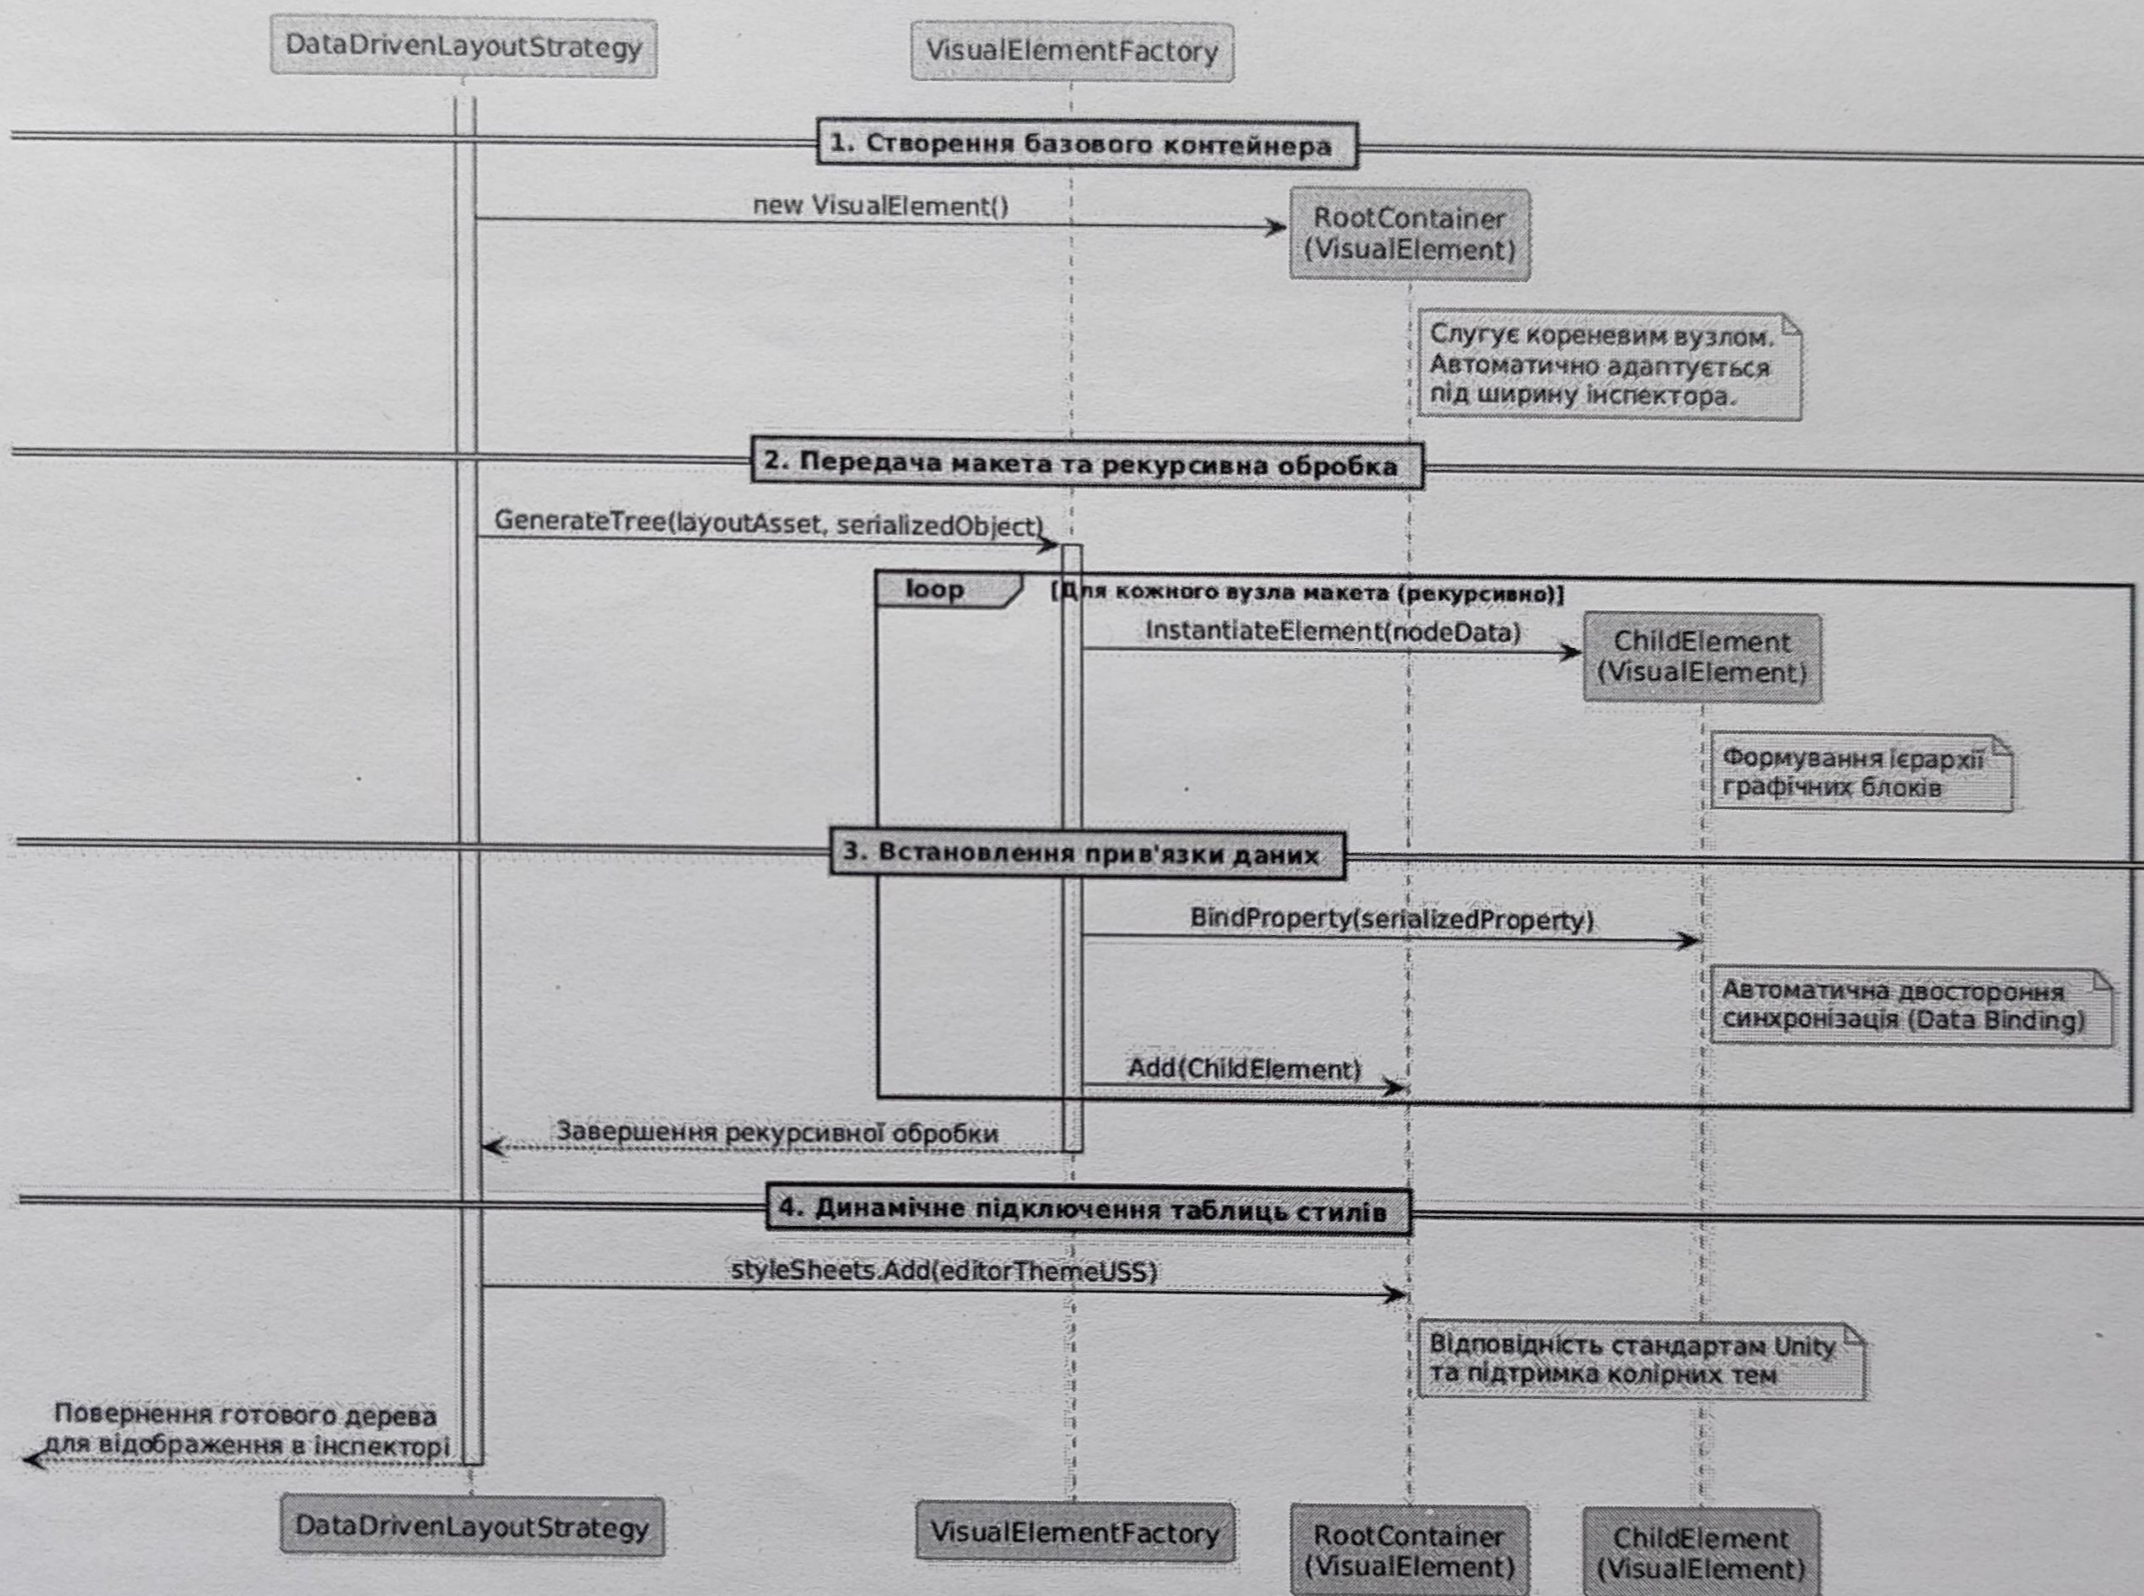 DataDrivenLayoutStrategy
VisualElementFactory
1. Створення базового контейнера
new VisualElement()
RootContainer
(VisualElement)
Слугує кореневим вузлом.
Автоматично адаптується
під ширину інспектора.
2. Передача макета та рекурсивна обробка
GenerateTree(layoutAsset, serializedObject)
loop
[Для кожного вузла макета (рекурсивно)]
InstantiateElement(nodeData)
ChildElement
(VisualElement)
Формування ієрархії
графічних блоків
3. Встановлення прив'язки даних
BindProperty(serializedProperty)
Автоматична двостороння
синхронізація (Data Binding)
Add(ChildElement)
Завершення рекурсивної обробки
4. Динамічне підключення таблиць стилів
styleSheets.Add(editorThemeUSS)
Відповідність стандартам Unity
та підтримка колірних тем
Повернення готового дерева
для відображення в інспекторі
DataDrivenLayoutStrategy
VisualElementFactory
RootContainer
(VisualElement)
ChildElement
(VisualElement)